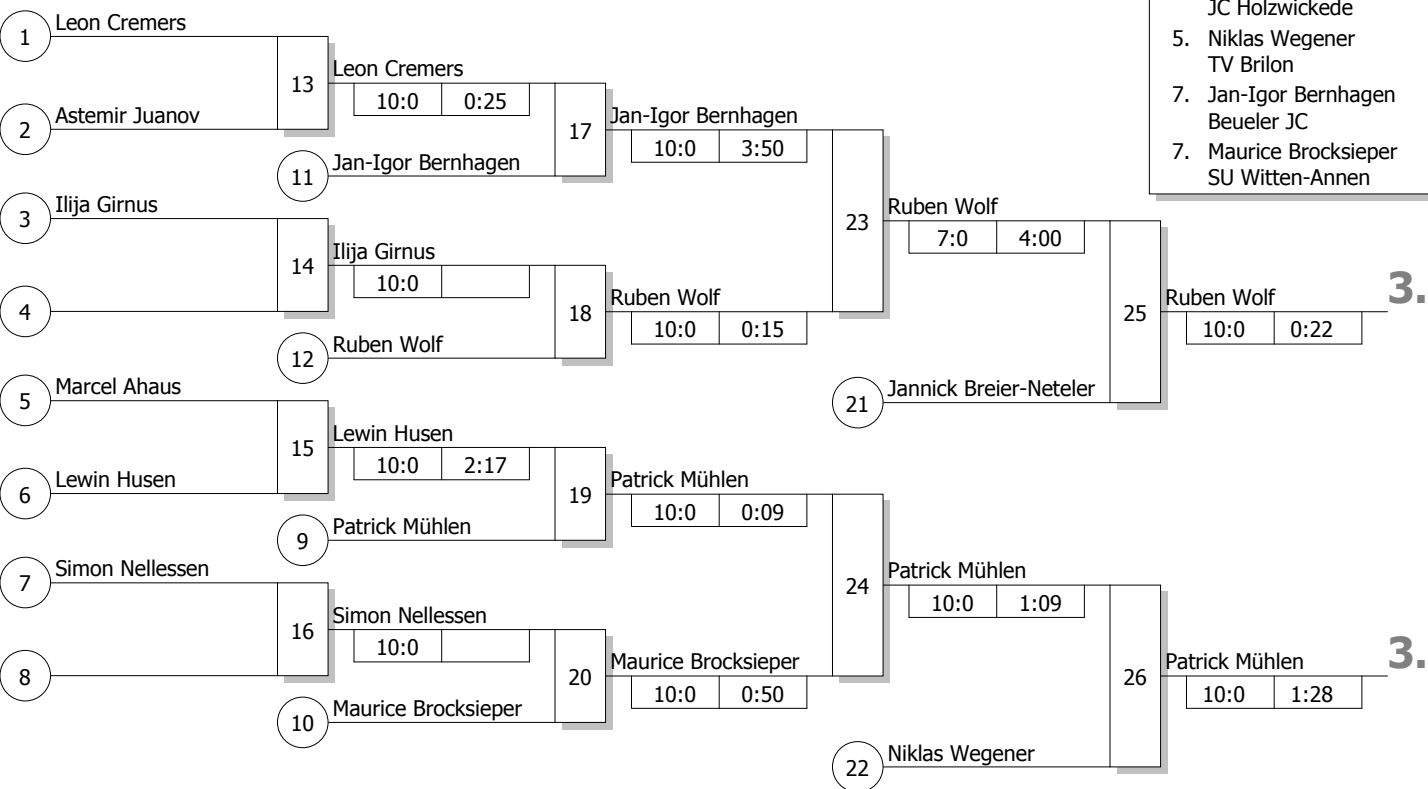 JC Holzwickede
5. Niklas Wegener
TV Brilon
7. Jan-Igor Bernhagen
Beueler JC
7. Maurice Brocksieper
SU Witten-Annen
1 Leon Cremers
2 Astemir Juanov
13 Leon Cremers
10:0 0:25
11 Jan-Igor Bernhagen
17 Jan-Igor Bernhagen
10:0 3:50
3 Ilija Girnus
4
14 Ilija Girnus
10:0
12 Ruben Wolf
18 Ruben Wolf
10:0 0:15
23 Ruben Wolf
7:0 4:00
21 Jannick Breier-Neteler
25 Ruben Wolf 3.
10:0 0:22
5 Marcel Ahaus
6 Lewin Husen
15 Lewin Husen
10:0 2:17
9 Patrick Mühlen
19 Patrick Mühlen
10:0 0:09
7 Simon Nellessen
8
16 Simon Nellessen
10:0
10 Maurice Brocksieper
20 Maurice Brocksieper
10:0 0:50
24 Patrick Mühlen
10:0 1:09
22 Niklas Wegener
26 Patrick Mühlen 3.
10:0 1:28